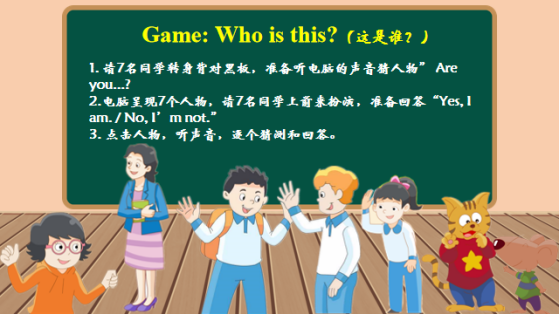 Game: Who is this?（这是谁？）
1. 请7名同学转身背对黑板，准备听电脑的声音猜人物” Are
you...?
2.电脑呈现7个人物，请7名同学上前来扮演，准备回答“Yes, I
am. / No, I’m not.”
3. 点击人物，听声音，逐个猜测和回答。